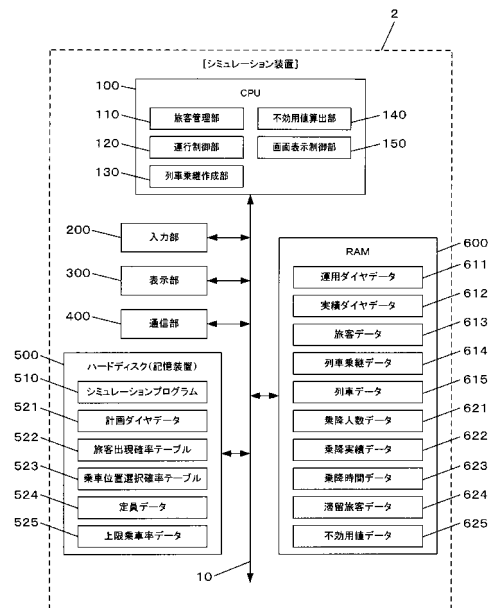 2
[シミュレーション装置]
100
CPU
110
旅客管理部
不効用値算出部
140
120
運行制御部
画面表示制御部
150
130
列車乗継作成部
200
入力部
300
表示部
400
通信部
500
ハードディスク(記憶装置)
510
シミュレーションプログラム
521
計画ダイヤデータ
522
旅客出現確率テーブル
523
乗車位置選択確率テーブル
524
定員データ
525
上限乗車率データ
10
RAM
600
運用ダイヤデータ
611
実績ダイヤデータ
612
旅客データ
613
列車乗継データ
614
列車データ
615
乗降人数データ
621
乗降実績データ
622
乗降時間データ
623
滞留旅客データ
624
不効用値データ
625